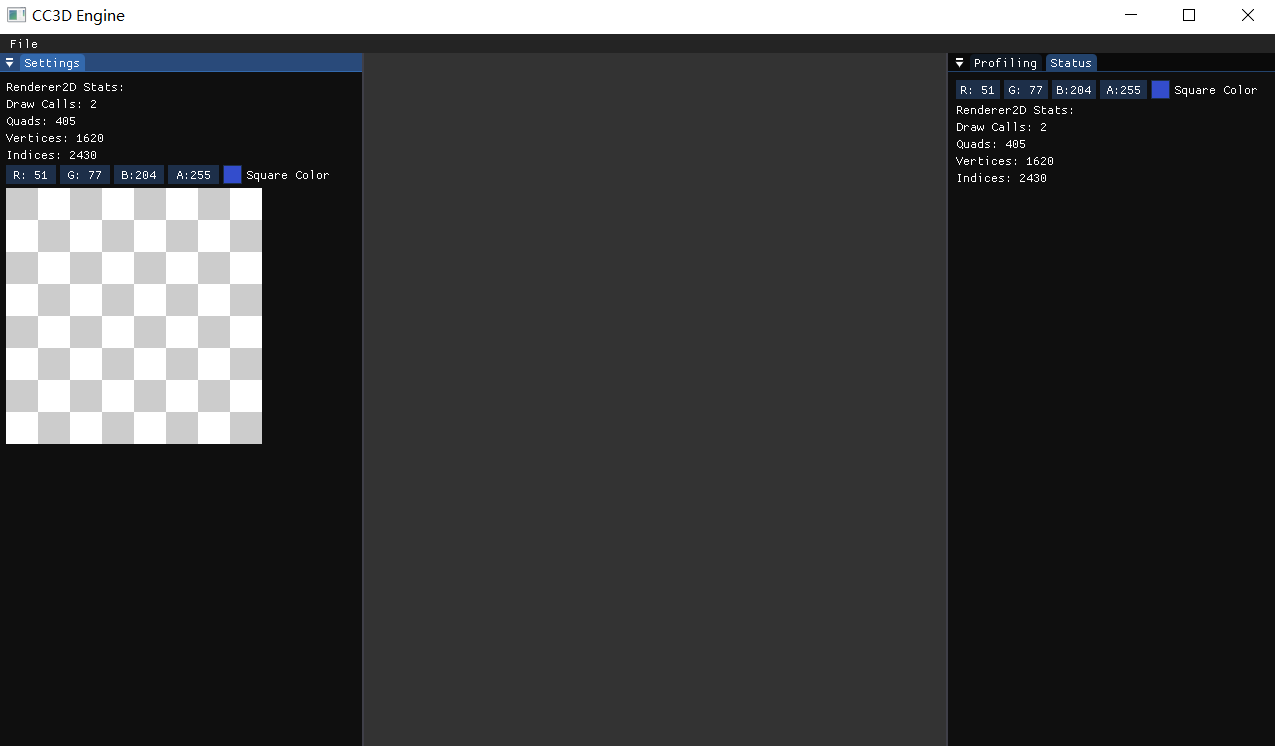 CC3D Engine
File
Settings
Renderer2D Stats:
Draw Calls: 2
Quads: 405
Vertices: 1620
Indices: 2430
R: 51 G: 77 B:204 A:255 Square Color
Profiling Status
R: 51 G: 77 B:204 A:255 Square Color
Renderer2D Stats:
Draw Calls: 2
Quads: 405
Vertices: 1620
Indices: 2430